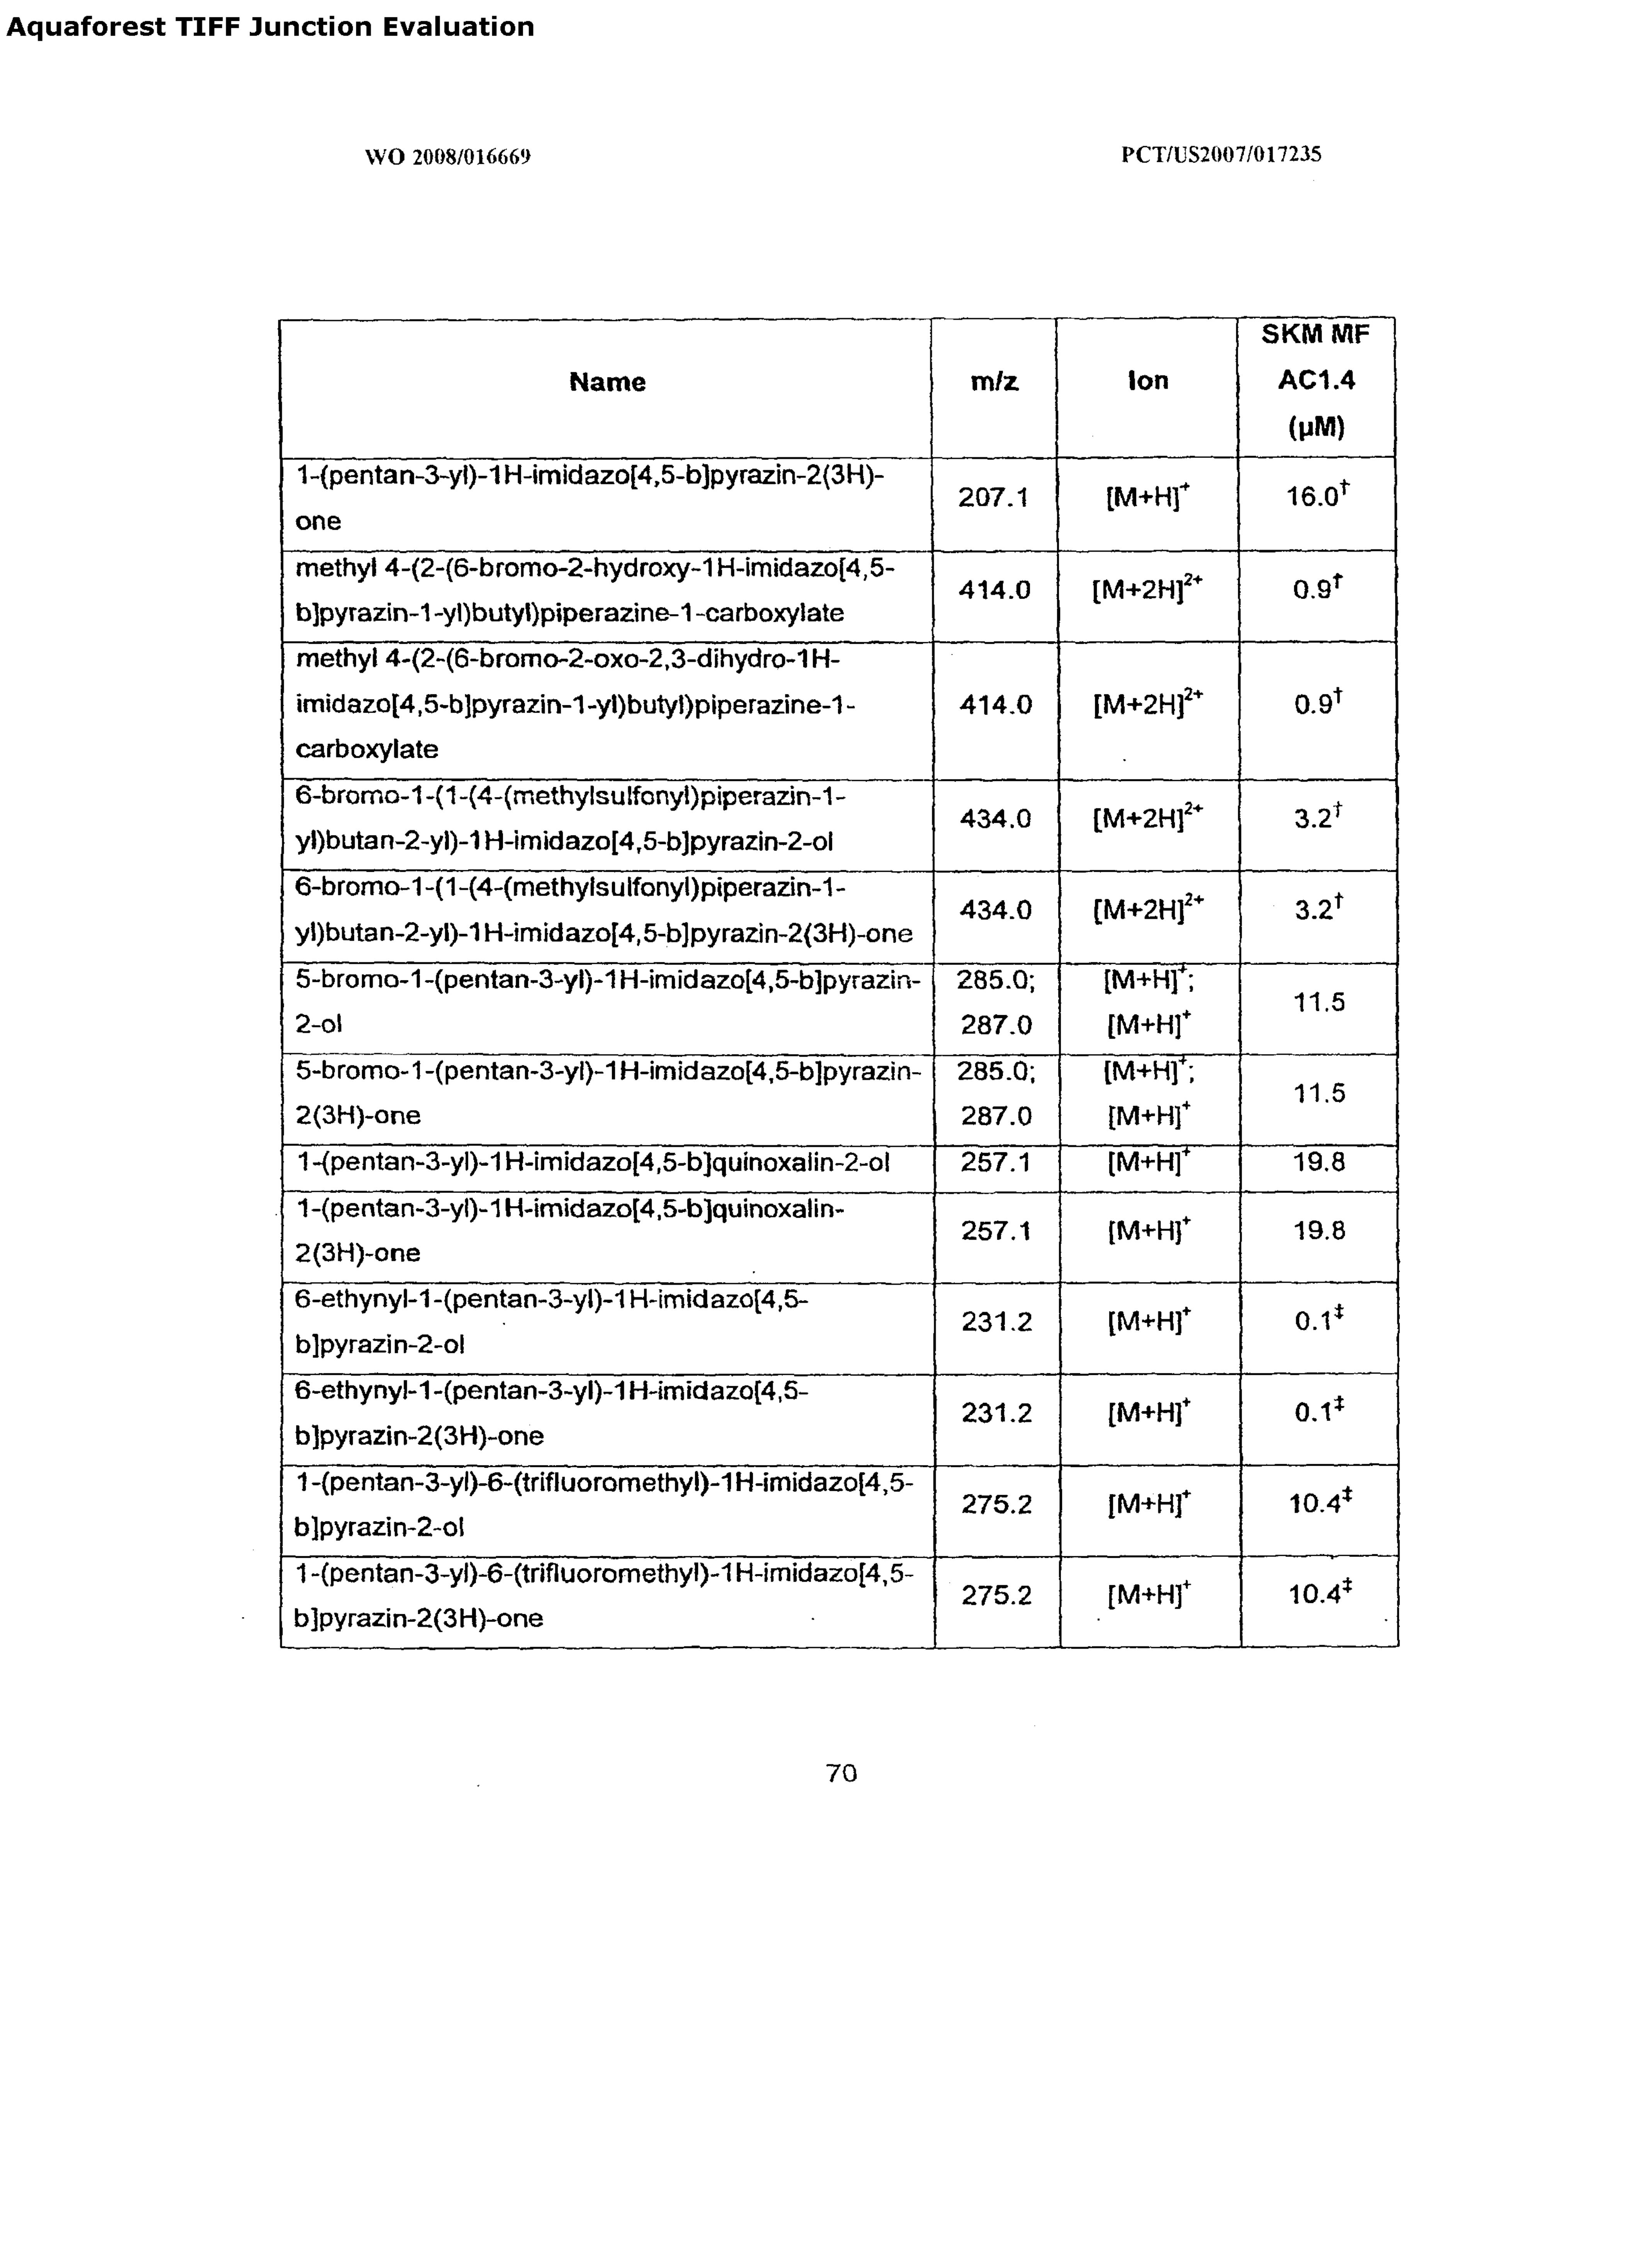 Aquaforest TIFF Junction Evaluation
WO 2008/016669
PCT/US2007/017235
Name
m/z
Ion
SKM MF
AC1.4
(µM)
1-(pentan-3-yl)-1H-imidazo[4,5-b]pyrazin-2(3H)-
one
207.1
[M+H]⁺
16.0†
methyl 4-(2-(6-bromo-2-hydroxy-1H-imidazo[4,5-
b]pyrazin-1-yl)butyl)piperazine-1-carboxylate
414.0
[M+2H]²⁺
0.9†
methyl 4-(2-(6-bromo-2-oxo-2,3-dihydro-1H-
imidazo[4,5-b]pyrazin-1-yl)butyl)piperazine-1-
carboxylate
414.0
[M+2H]²⁺
0.9†
6-bromo-1-(1-(4-(methylsulfonyl)piperazin-1-
yl)butan-2-yl)-1H-imidazo[4,5-b]pyrazin-2-ol
434.0
[M+2H]²⁺
3.2†
6-bromo-1-(1-(4-(methylsulfonyl)piperazin-1-
yl)butan-2-yl)-1H-imidazo[4,5-b]pyrazin-2(3H)-one
434.0
[M+2H]²⁺
3.2†
5-bromo-1-(pentan-3-yl)-1H-imidazo[4,5-b]pyrazin-
2-ol
285.0;
287.0
[M+H]⁺;
[M+H]⁺
11.5
5-bromo-1-(pentan-3-yl)-1H-imidazo[4,5-b]pyrazin-
2(3H)-one
285.0;
287.0
[M+H]⁺;
[M+H]⁺
11.5
1-(pentan-3-yl)-1H-imidazo[4,5-b]quinoxalin-2-ol
257.1
[M+H]⁺
19.8
1-(pentan-3-yl)-1H-imidazo[4,5-b]quinoxalin-
2(3H)-one
257.1
[M+H]⁺
19.8
6-ethynyl-1-(pentan-3-yl)-1H-imidazo[4,5-
b]pyrazin-2-ol
231.2
[M+H]⁺
0.1‡
6-ethynyl-1-(pentan-3-yl)-1H-imidazo[4,5-
b]pyrazin-2(3H)-one
231.2
[M+H]⁺
0.1‡
1-(pentan-3-yl)-6-(trifluoromethyl)-1H-imidazo[4,5-
b]pyrazin-2-ol
275.2
[M+H]⁺
10.4‡
1-(pentan-3-yl)-6-(trifluoromethyl)-1H-imidazo[4,5-
b]pyrazin-2(3H)-one
275.2
[M+H]⁺
10.4‡
70